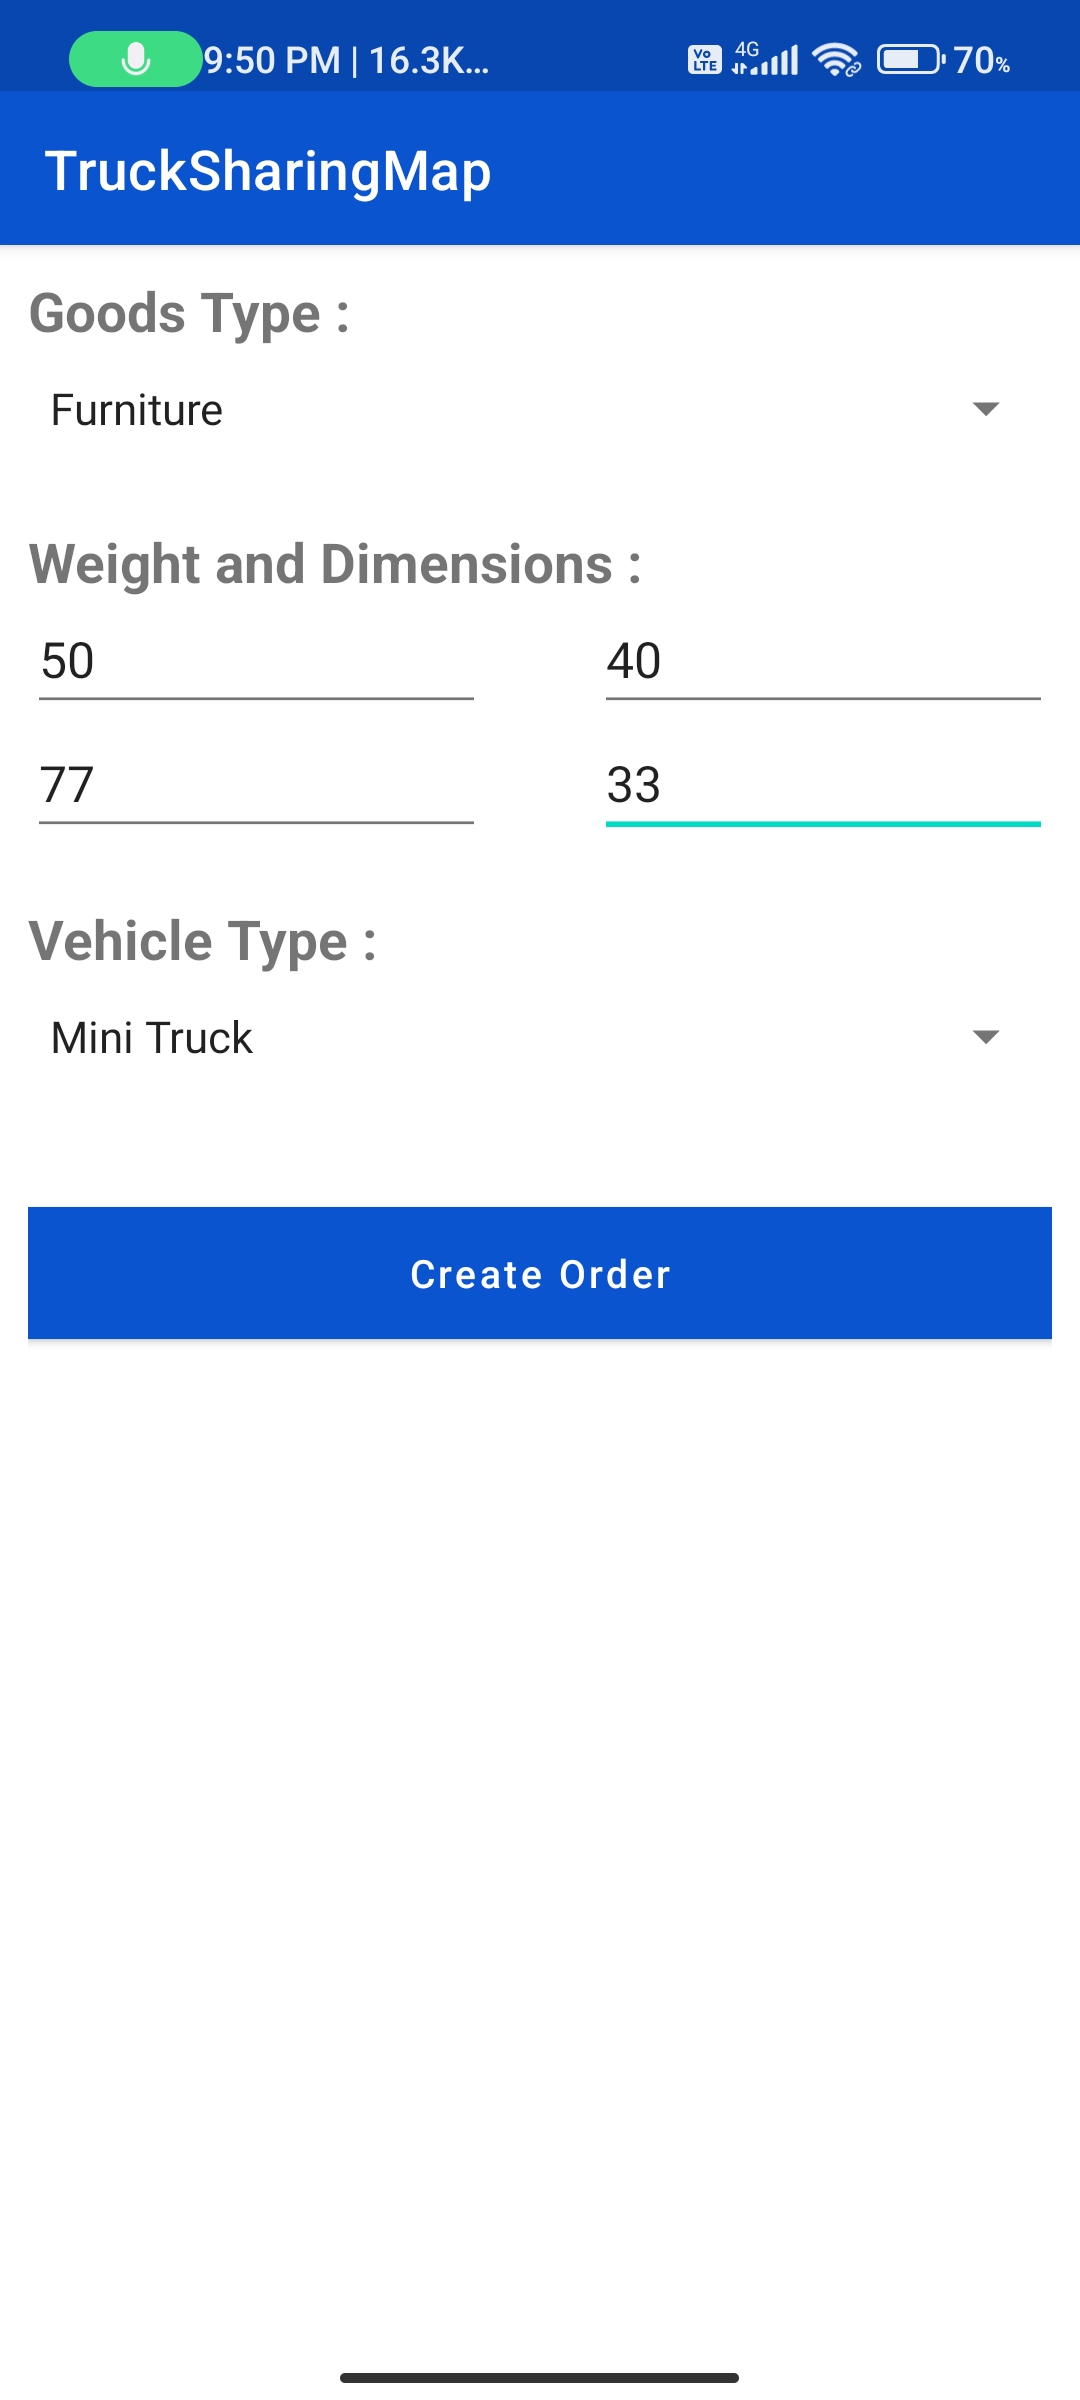 9:50 PM | 16.3K... Vo LTE 4G 70%
TruckSharingMap
Goods Type :
Furniture
Weight and Dimensions :
50 40
77 33
Vehicle Type :
Mini Truck
Create Order